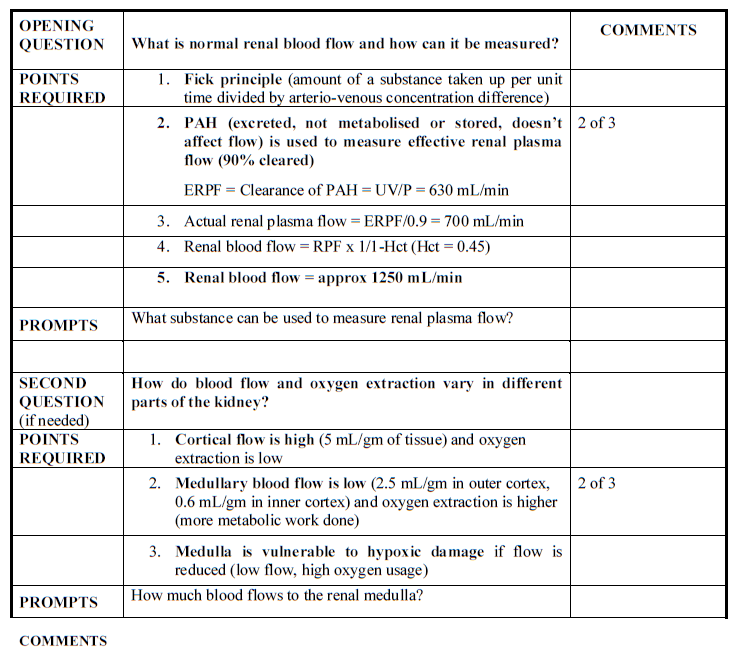 OPENING QUESTION
What is normal renal blood flow and how can it be measured?
COMMENTS
POINTS REQUIRED
1. Fick principle (amount of a substance taken up per unit
time divided by arterio-venous concentration difference)
2. PAH (excreted, not metabolised or stored, doesn't
affect flow) is used to measure effective renal plasma
flow (90% cleared)
2 of 3
ERPF = Clearance of PAH = UV/P = 630 mL/min
3. Actual renal plasma flow = ERPF/0.9 = 700 mL/min
4. Renal blood flow = RPF x 1/1-Hct (Hct = 0.45)
5. Renal blood flow = approx 1250 mL/min
PROMPTS
What substance can be used to measure renal plasma flow?
SECOND
QUESTION
(if needed)
How do blood flow and oxygen extraction vary in different
parts of the kidney?
POINTS
REQUIRED
1. Cortical flow is high (5 mL/gm of tissue) and oxygen
extraction is low
2. Medullary blood flow is low (2.5 mL/gm in outer cortex,
0.6 mL/gm in inner cortex) and oxygen extraction is higher
(more metabolic work done)
2 of 3
3. Medulla is vulnerable to hypoxic damage if flow is
reduced (low flow, high oxygen usage)
PROMPTS
How much blood flows to the renal medulla?
COMMENTS